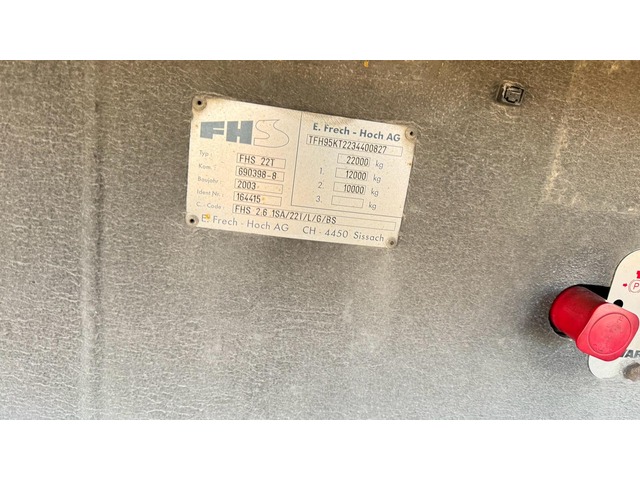 FHS
E. Frech - Hoch AG
TFH95KT2234400827
Typ: FHS 22T
22000 kg
Kom.: 690398-8
1. 12000 kg
Baujahr: 2003
2. 10000 kg
Ident Nr.: 164415
3. kg
C.-Code: FHS 2.6 1SA/22T/L/G/BS
E. Frech - Hoch AG CH - 4450 Sissach
P